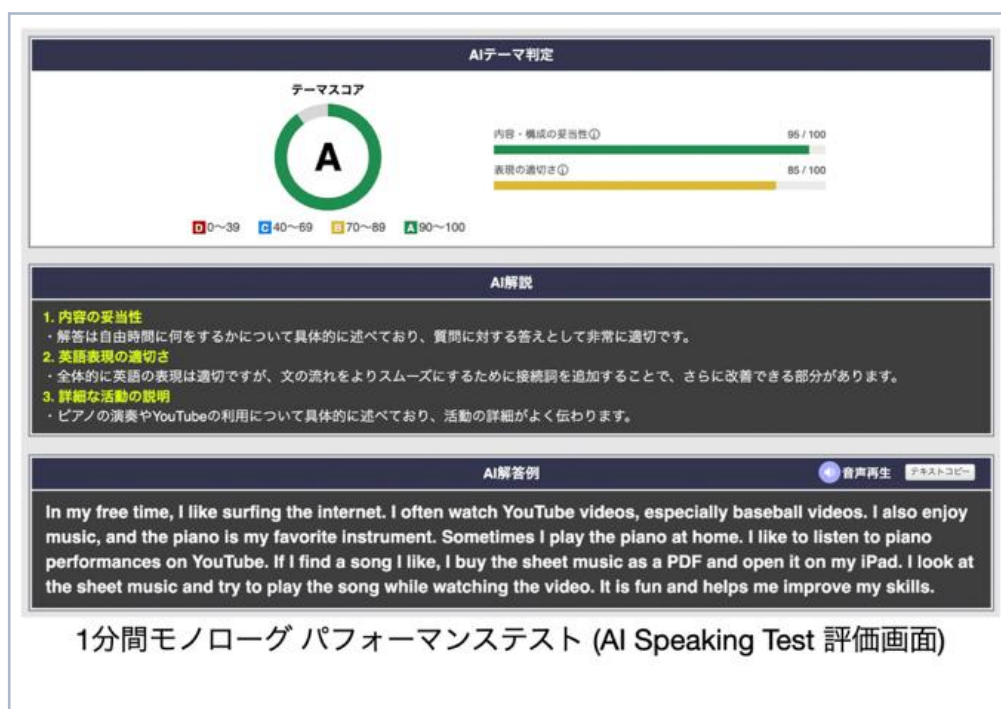 AIテーマ判定
テーマスコア
A
内容・構成の妥当性ⓘ 95 / 100
表現の適切さⓘ 85 / 100
D 0〜39 C 40〜69 B 70〜89 A 90〜100
AI解説
1. 内容の妥当性
・解答は自由時間に何をするかについて具体的に述べており、質問に対する答えとして非常に適切です。
2. 英語表現の適切さ
・全体的に英語の表現は適切ですが、文の流れをよりスムーズにするために接続詞を追加することで、さらに改善できる部分があります。
3. 詳細な活動の説明
・ピアノの演奏やYouTubeの利用について具体的に述べており、活動の詳細がよく伝わります。
AI解答例 音声再生 テキストコピー
In my free time, I like surfing the internet. I often watch YouTube videos, especially baseball videos. I also enjoy
music, and the piano is my favorite instrument. Sometimes I play the piano at home. I like to listen to piano
performances on YouTube. If I find a song I like, I buy the sheet music as a PDF and open it on my iPad. I look at
the sheet music and try to play the song while watching the video. It is fun and helps me improve my skills.
1分間モノローグ パフォーマンステスト (AI Speaking Test 評価画面)